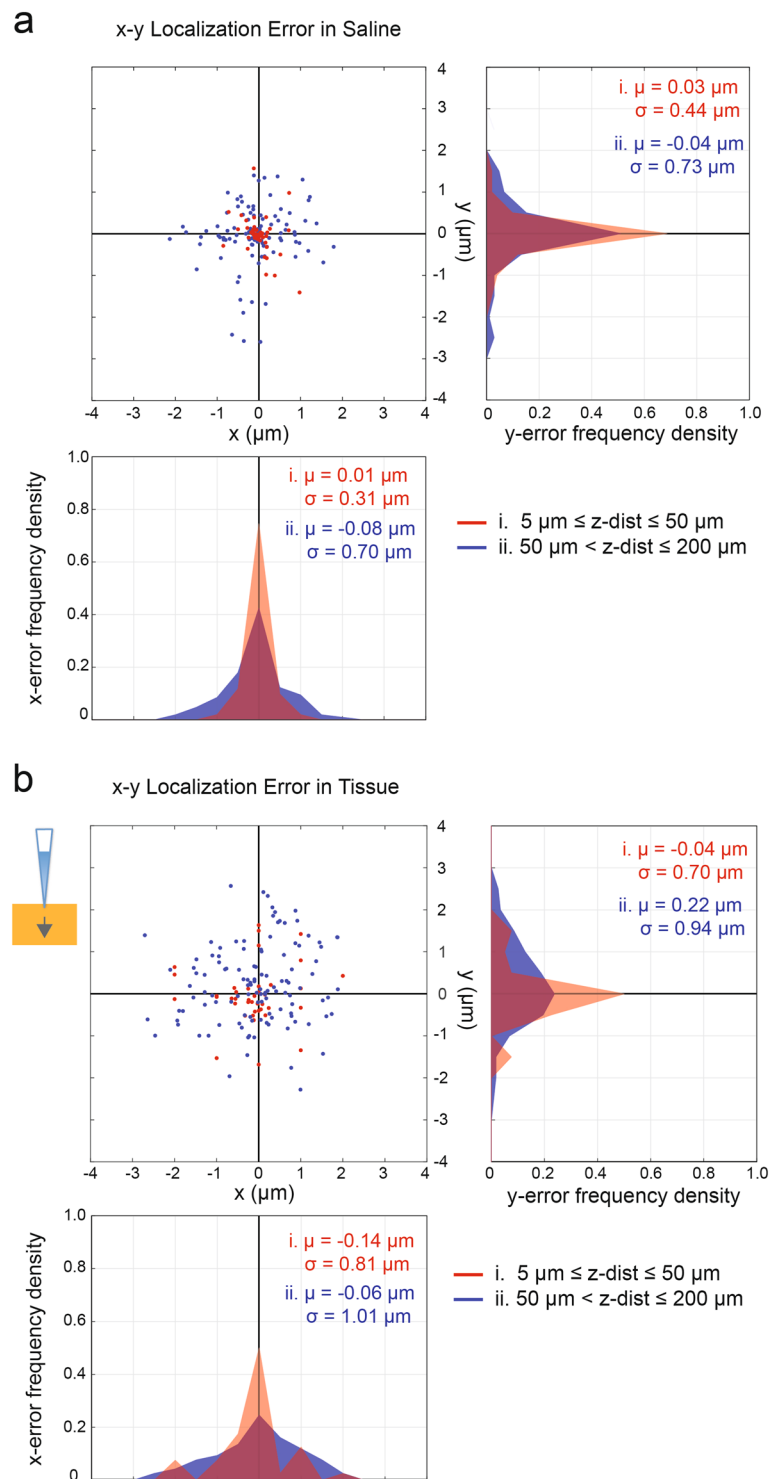 a
x-y Localization Error in Saline
4
3
2
1
0
-1
-2
-3
-4
y (µm)
i. µ = 0.03 µm
σ = 0.44 µm
ii. µ = -0.04 µm
σ = 0.73 µm
-4 -3 -2 -1 0 1 2 3 4
x (µm)
0 0.2 0.4 0.6 0.8 1.0
y-error frequency density
1.0
0.8
0.6
0.4
0.2
0
x-error frequency density
i. µ = 0.01 µm
σ = 0.31 µm
ii. µ = -0.08 µm
σ = 0.70 µm
i. 5 µm ≤ z-dist ≤ 50 µm
ii. 50 µm < z-dist ≤ 200 µm
b
x-y Localization Error in Tissue
4
3
2
1
0
-1
-2
-3
-4
y (µm)
i. µ = -0.04 µm
σ = 0.70 µm
ii. µ = 0.22 µm
σ = 0.94 µm
-4 -3 -2 -1 0 1 2 3 4
x (µm)
0 0.2 0.4 0.6 0.8 1.0
y-error frequency density
1.0
0.8
0.6
0.4
0.2
0
x-error frequency density
i. µ = -0.14 µm
σ = 0.81 µm
ii. µ = -0.06 µm
σ = 1.01 µm
i. 5 µm ≤ z-dist ≤ 50 µm
ii. 50 µm < z-dist ≤ 200 µm